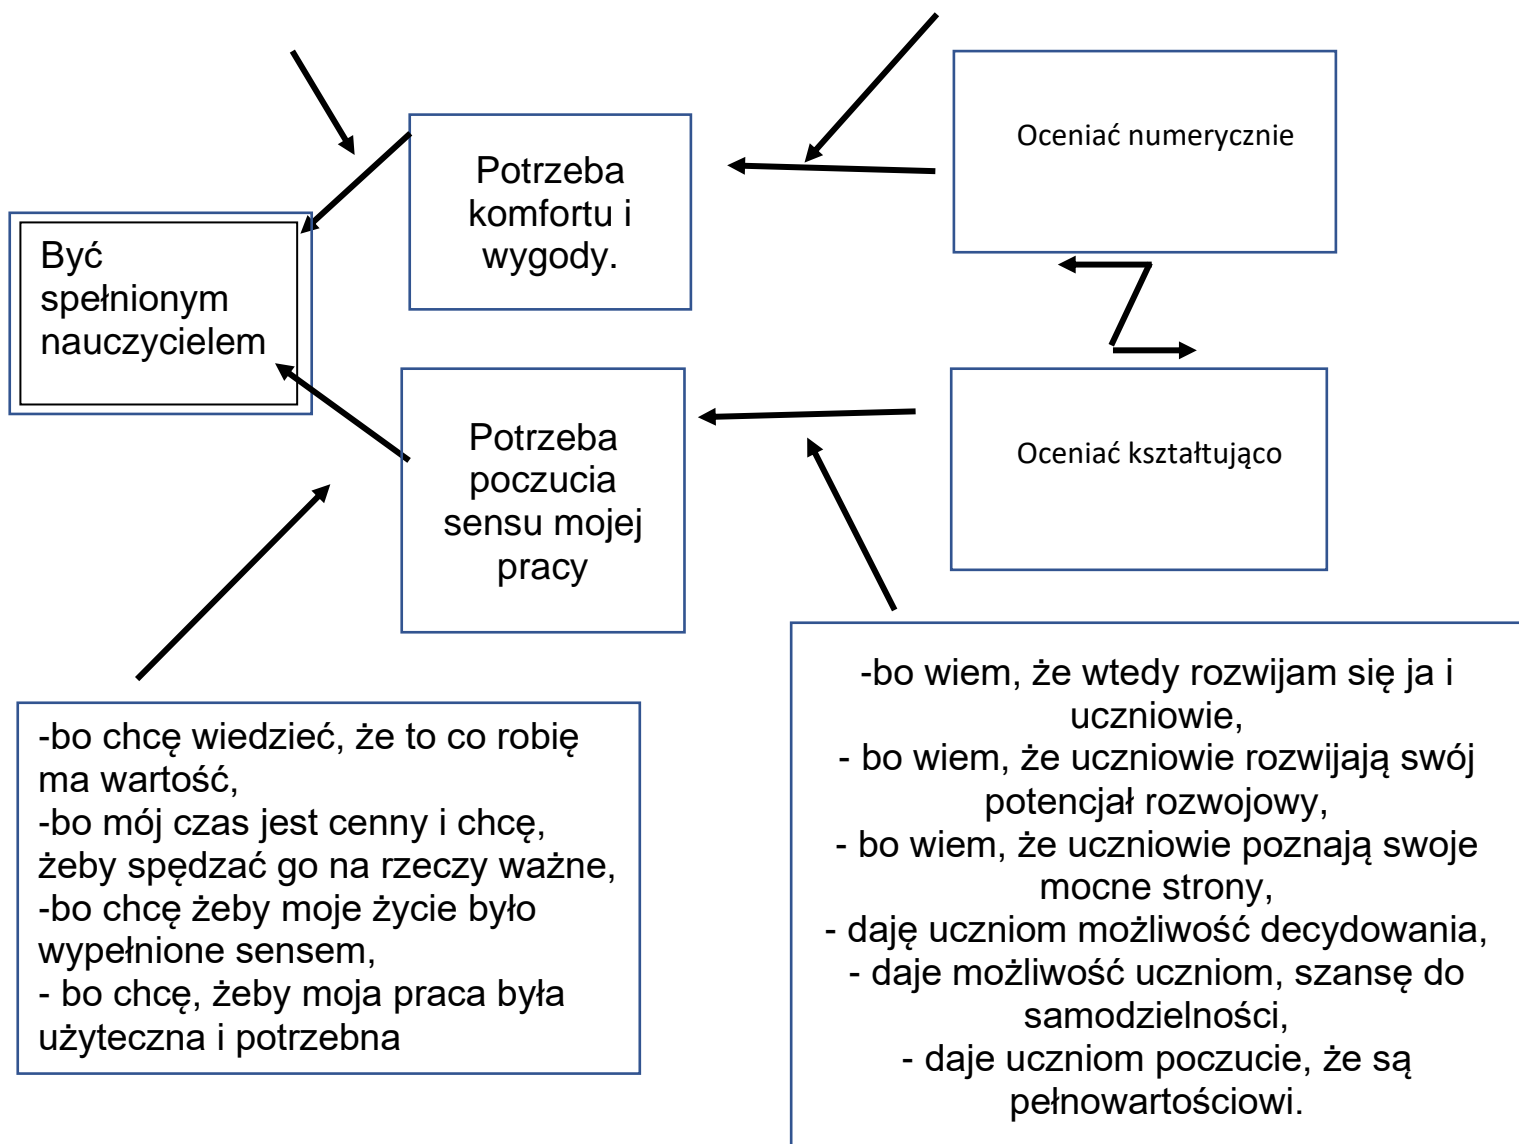 Oceniać numerycznie
Potrzeba
komfortu i
wygody.
Być
spełnionym
nauczycielem
Potrzeba
poczucia
sensu mojej
pracy
Oceniać kształtująco
-bo chcę wiedzieć, że to co robię
ma wartość,
-bo mój czas jest cenny i chcę,
żeby spędzać go na rzeczy ważne,
-bo chcę żeby moje życie było
wypełnione sensem,
- bo chcę, żeby moja praca była
użyteczna i potrzebna
-bo wiem, że wtedy rozwijam się ja i
uczniowie,
- bo wiem, że uczniowie rozwijają swój
potencjał rozwojowy,
- bo wiem, że uczniowie poznają swoje
mocne strony,
- daję uczniom możliwość decydowania,
- daje możliwość uczniom, szansę do
samodzielności,
- daje uczniom poczucie, że są
pełnowartościowi.